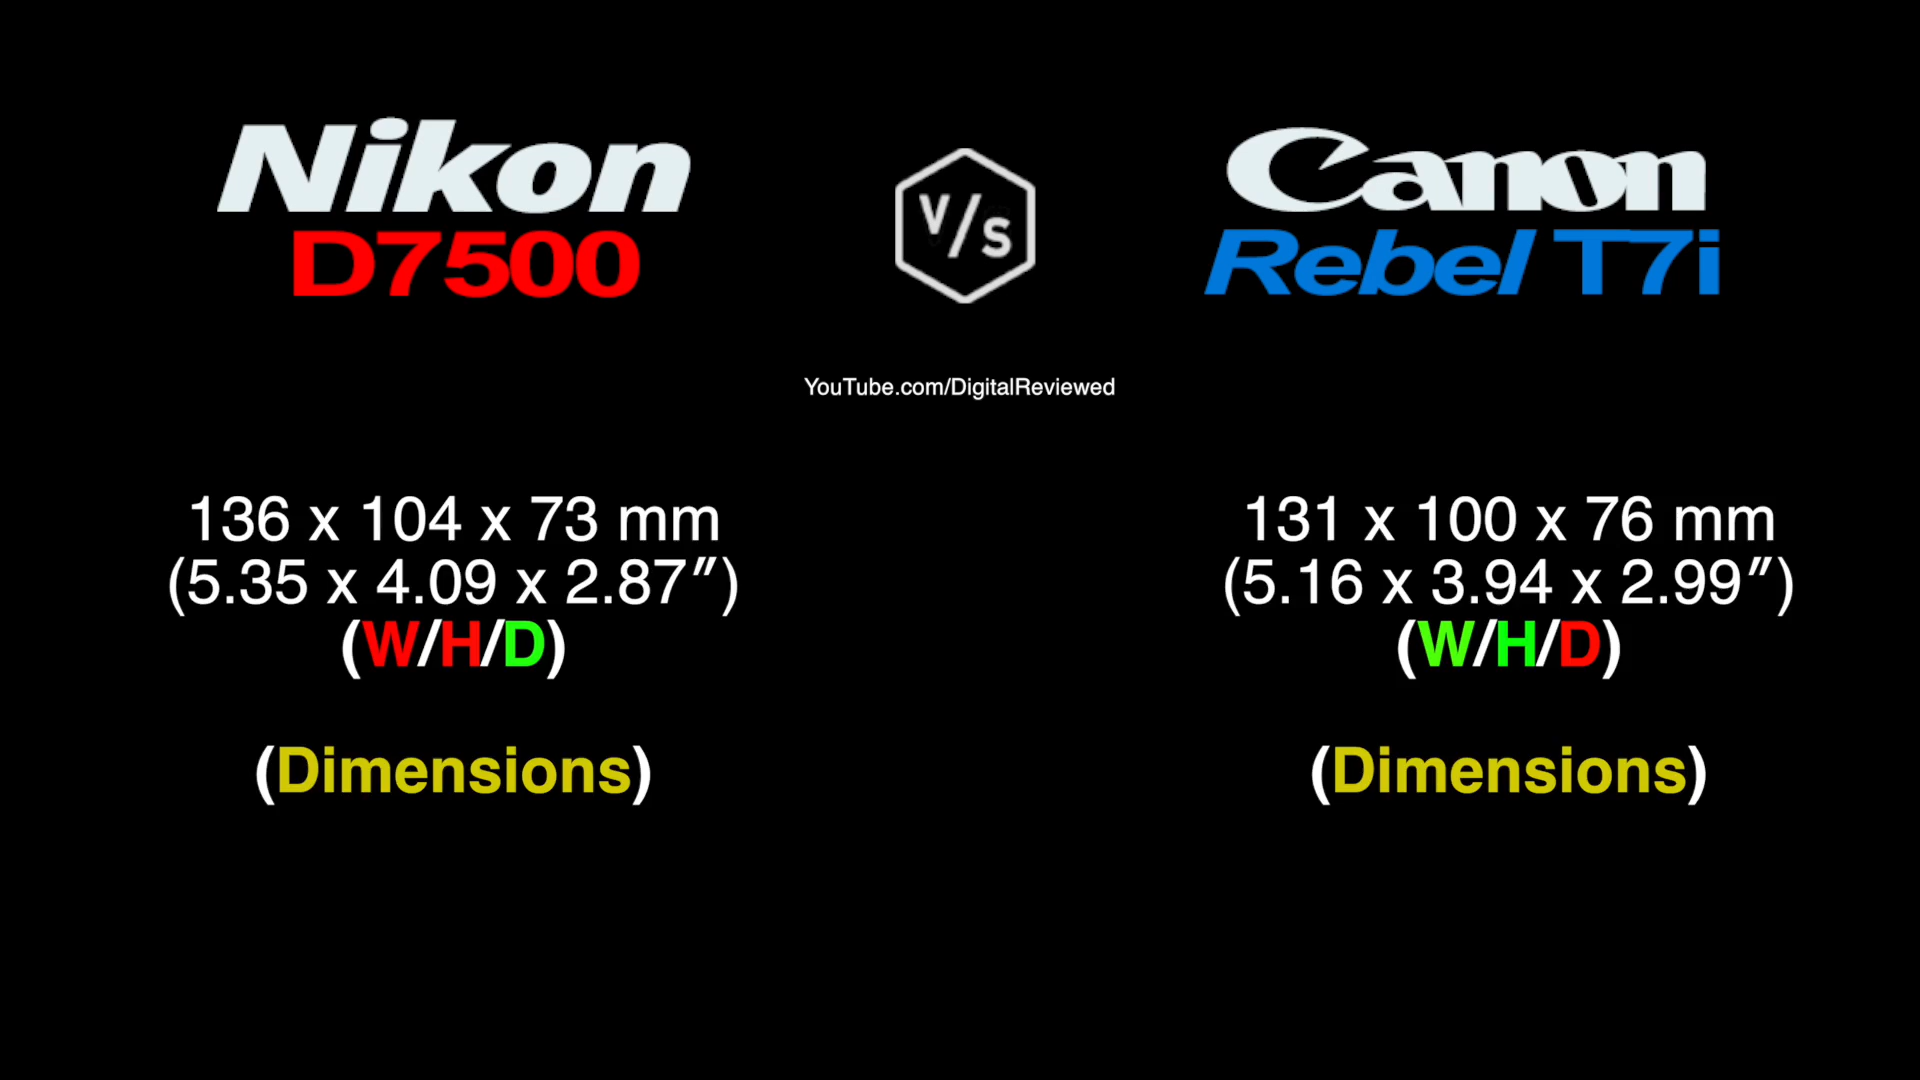 Nikon
D7500
V/S
Canon
Rebel T7i
YouTube.com/DigitalReviewed
136 x 104 x 73 mm
(5.35 x 4.09 x 2.87″)
(W/H/D)
(Dimensions)
131 x 100 x 76 mm
(5.16 x 3.94 x 2.99″)
(W/H/D)
(Dimensions)